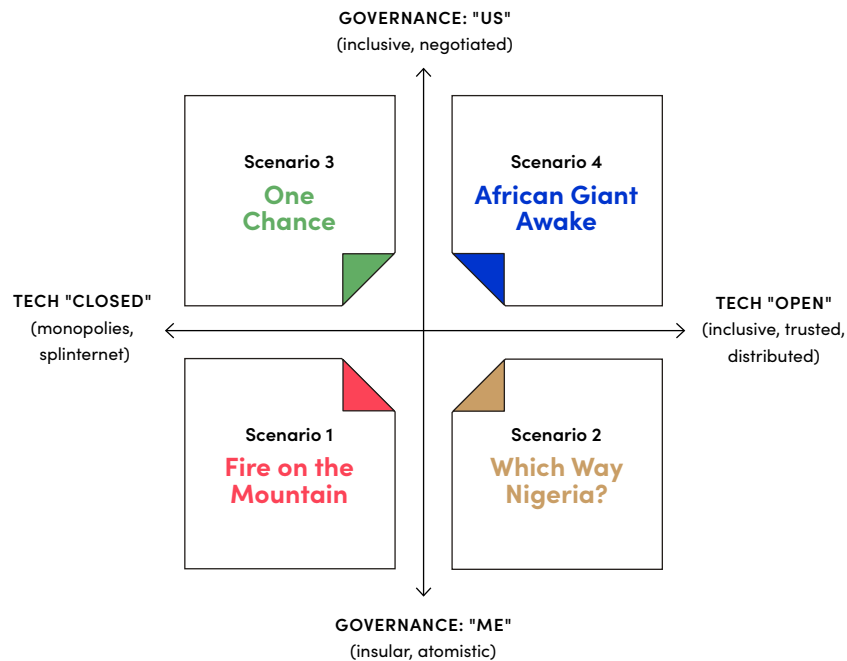 GOVERNANCE: "US"
(inclusive, negotiated)
Scenario 3
One
Chance
Scenario 4
African Giant
Awake
TECH "CLOSED"
(monopolies,
splinternet)
TECH "OPEN"
(inclusive, trusted,
distributed)
Scenario 1
Fire on the
Mountain
Scenario 2
Which Way
Nigeria?
GOVERNANCE: "ME"
(insular, atomistic)